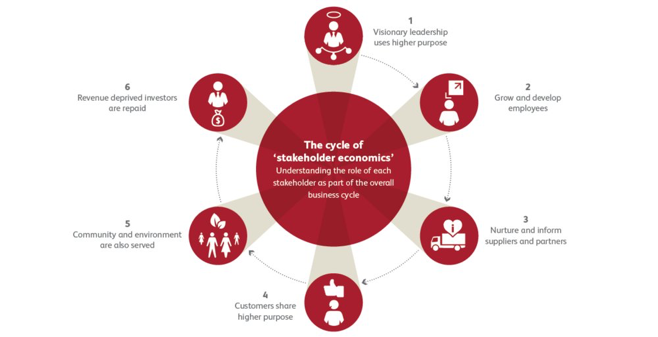 1
Visionary leadership
uses higher purpose
2
Grow and develop
employees
3
Nurture and inform
suppliers and partners
4
Customers share
higher purpose
5
Community and environment
are also served
6
Revenue deprived investors
are repaid
The cycle of
‘stakeholder economics’
Understanding the role of each
stakeholder as part of the overall
business cycle
i
$